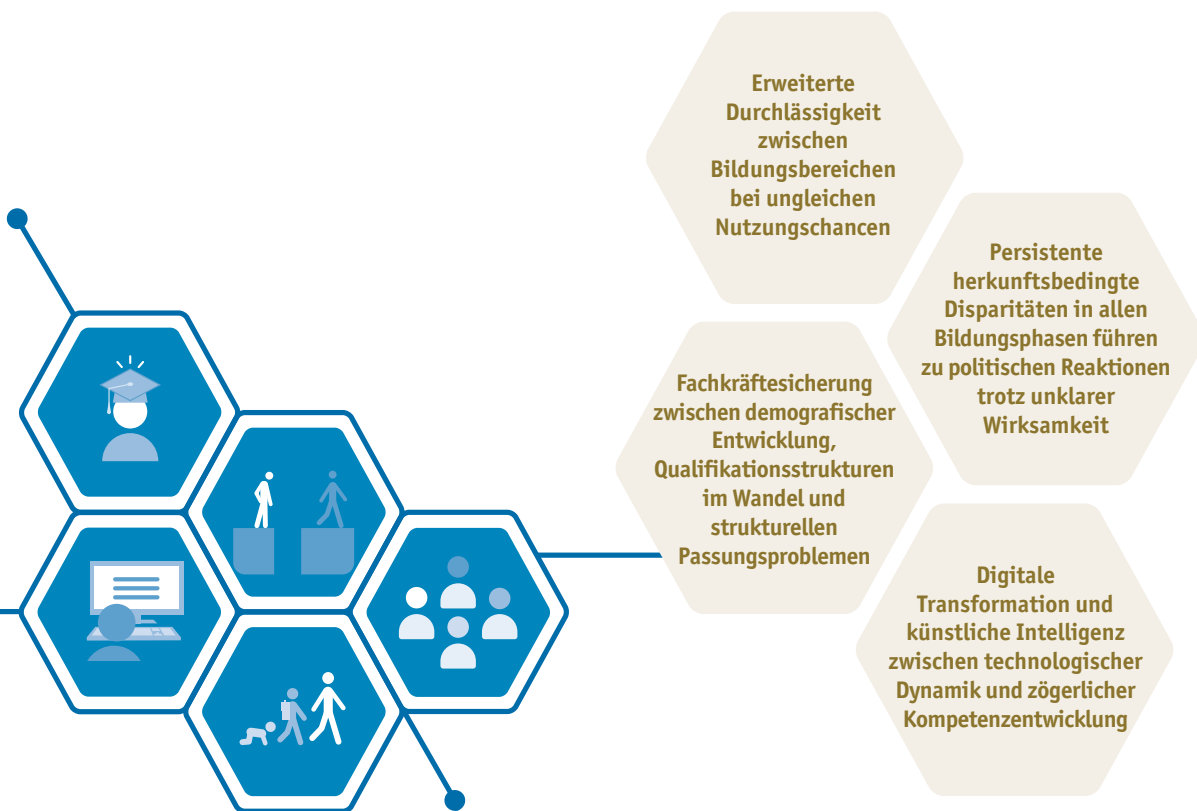 Erweiterte
Durchlässigkeit
zwischen
Bildungsbereichen
bei ungleichen
Nutzungschancen
Persistente
herkunftsbedingte
Disparitäten in allen
Bildungsphasen führen
zu politischen Reaktionen
trotz unklarer
Wirksamkeit
Fachkräftesicherung
zwischen demografischer
Entwicklung,
Qualifikationsstrukturen
im Wandel und
strukturellen
Passungsproblemen
Digitale
Transformation und
künstliche Intelligenz
zwischen technologischer
Dynamik und zögerlicher
Kompetenzentwicklung